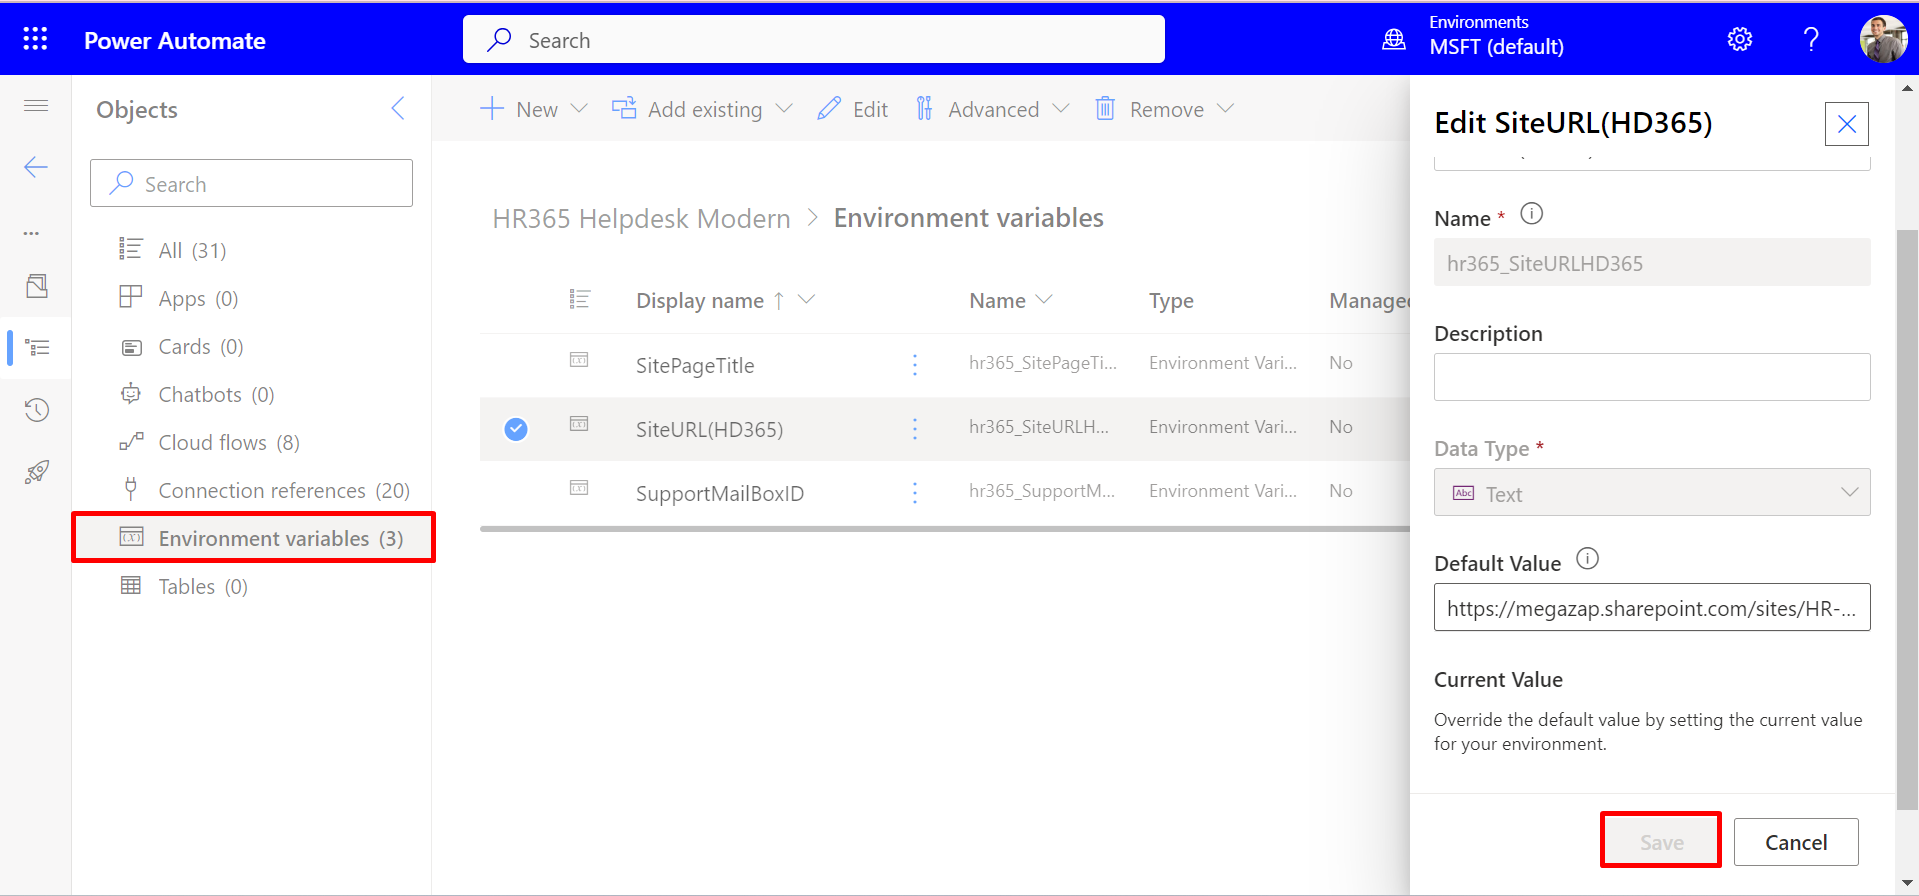 Power Automate
Search
Environments
MSFT (default)
Objects
Search
All (31)
Apps (0)
Cards (0)
Chatbots (0)
Cloud flows (8)
Connection references (20)
Environment variables (3)
Tables (0)
New
Add existing
Edit
Advanced
Remove
HR365 Helpdesk Modern > Environment variables
Display name ↑
Name
Type
Managed
SitePageTitle
hr365_SitePageTi...
Environment Vari...
No
SiteURL(HD365)
hr365_SiteURLH...
Environment Vari...
No
SupportMailBoxID
hr365_SupportM...
Environment Vari...
No
Edit SiteURL(HD365)
Name *
hr365_SiteURLHD365
Description
Data Type *
Abc Text
Default Value
https://megazap.sharepoint.com/sites/HR-...
Current Value
Override the default value by setting the current value
for your environment.
Save
Cancel